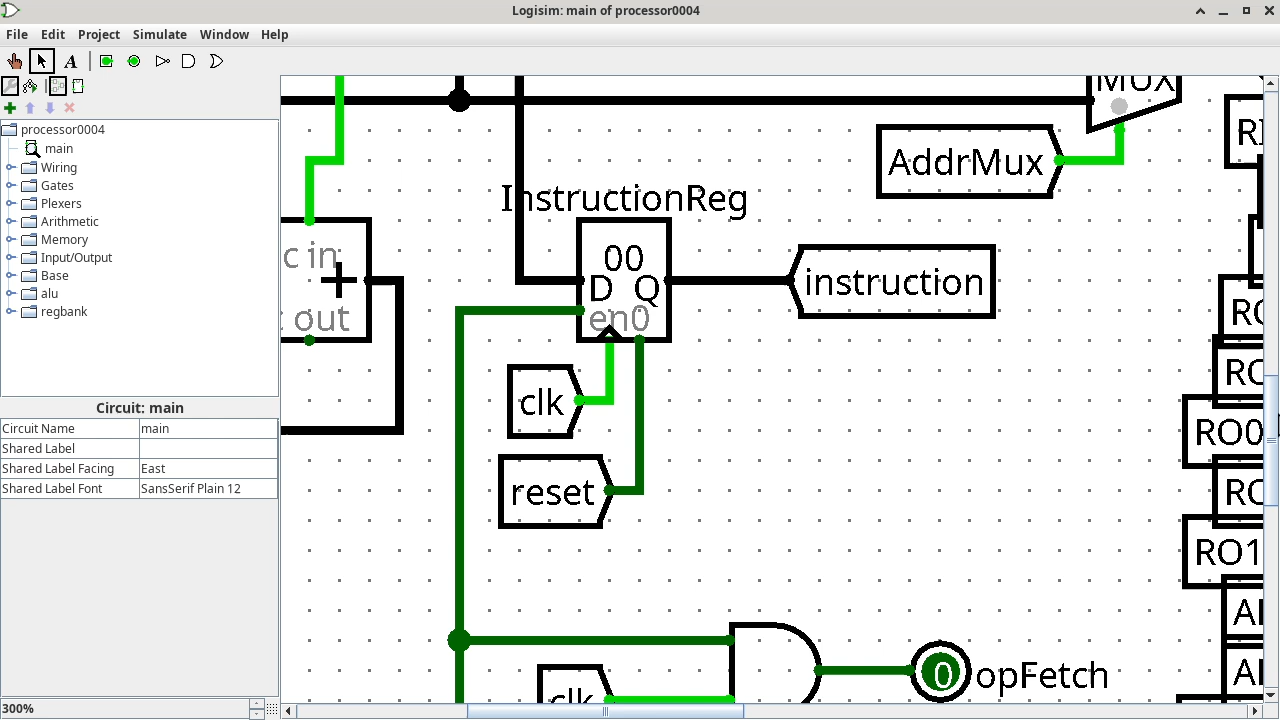 Logisim: main of processor0004
File Edit Project Simulate Window Help
A
processor0004
main
Wiring
Gates
Plexers
Arithmetic
Memory
Input/Output
Base
alu
regbank
Circuit: main
Circuit Name main
Shared Label
Shared Label Facing East
Shared Label Font SansSerif Plain 12
300%
MUX
AddrMux
InstructionReg
c in
+
out
00
D Q
en0
instruction
clk
reset
RO0
RO1
clk
0 opFetch